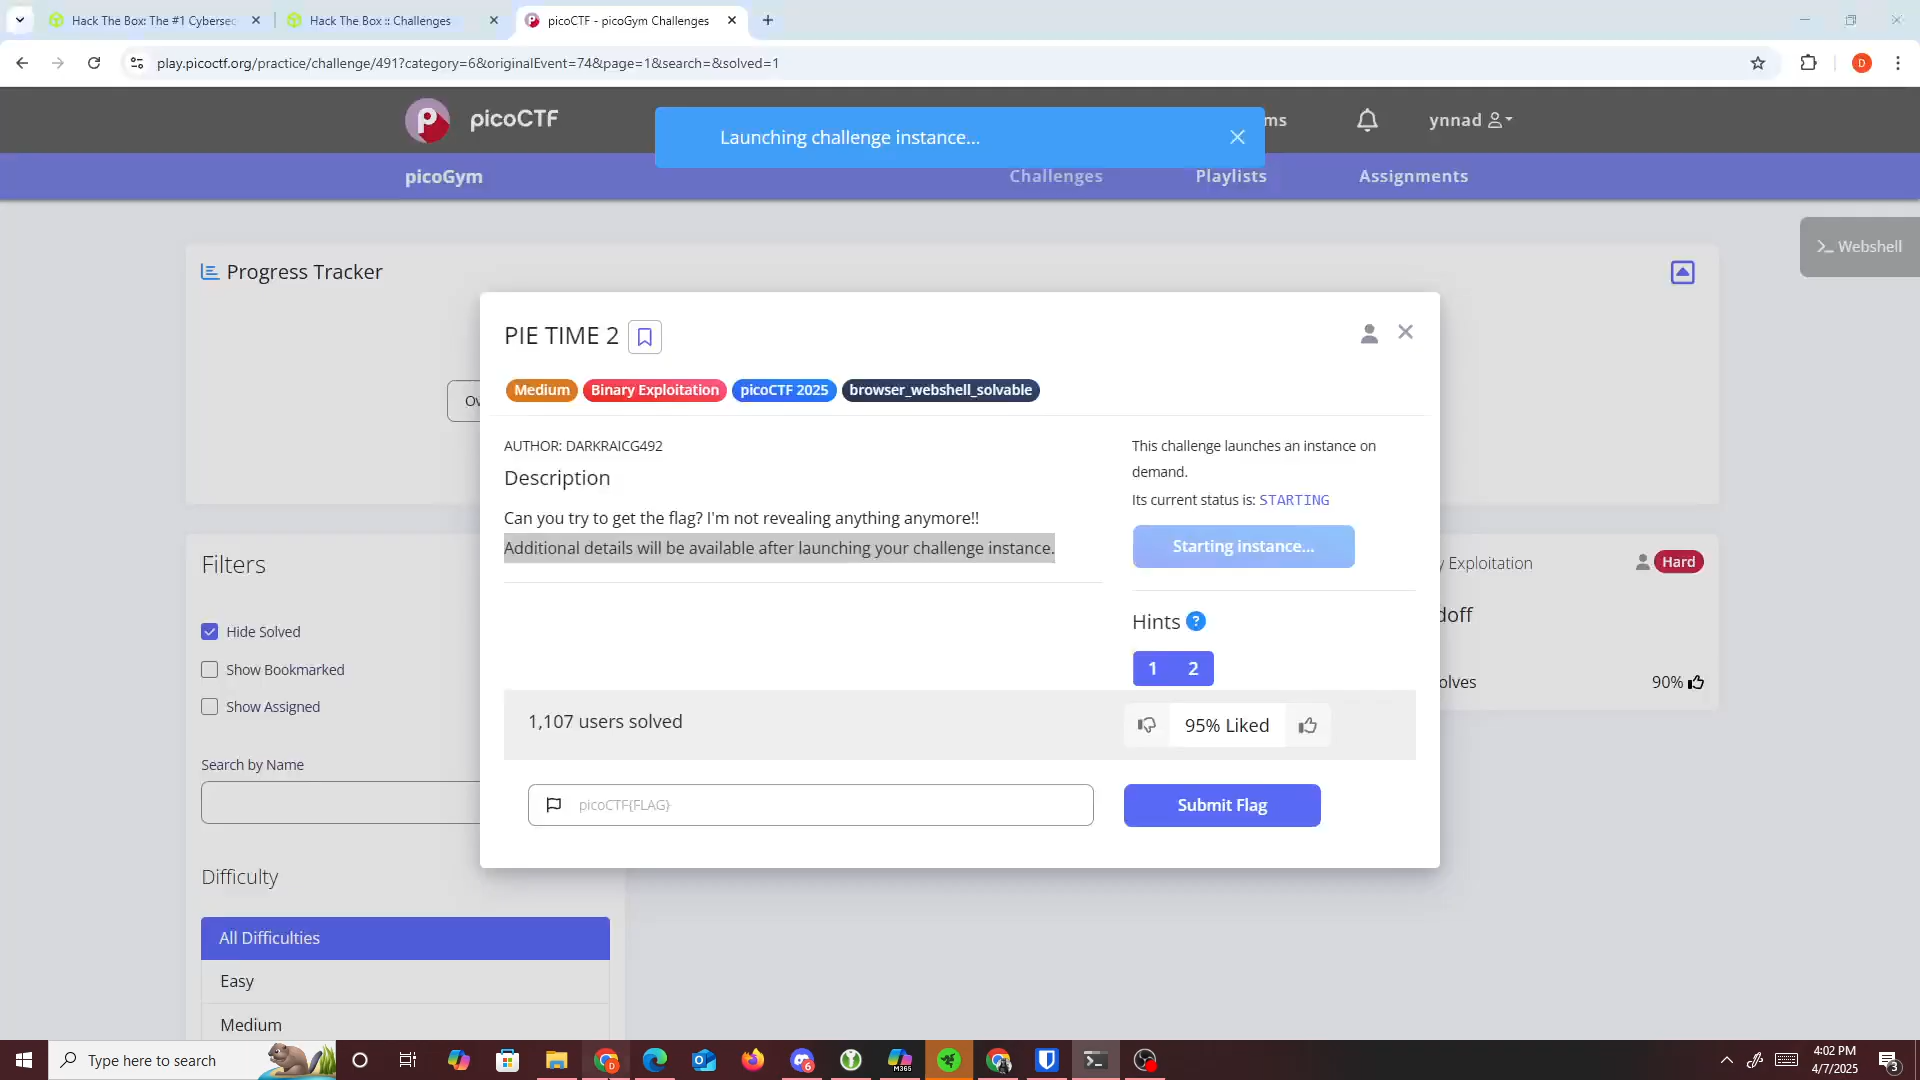 Hack The Box: The #1 Cybersec
Hack The Box :: Challenges
picoCTF - picoGym Challenges
play.picoctf.org/practice/challenge/491?category=6&originalEvent=74&page=1&search=&solved=1
D
picoCTF
Launching challenge instance...
ms
ynnad
picoGym
Challenges
Playlists
Assignments
>_ Webshell
Progress Tracker
Ov
PIE TIME 2
Medium
Binary Exploitation
picoCTF 2025
browser_webshell_solvable
AUTHOR: DARKRAICG492
Description
Can you try to get the flag? I'm not revealing anything anymore!!
Additional details will be available after launching your challenge instance.
This challenge launches an instance on
demand.
Its current status is: STARTING
Starting instance...
Hints ?
1 2
1,107 users solved
95% Liked
picoCTF{FLAG}
Submit Flag
y Exploitation
Hard
doff
olves
90%
Filters
Hide Solved
Show Bookmarked
Show Assigned
Search by Name
Difficulty
All Difficulties
Easy
Medium
Type here to search
D
6
M365
4:02 PM
4/7/2025
3